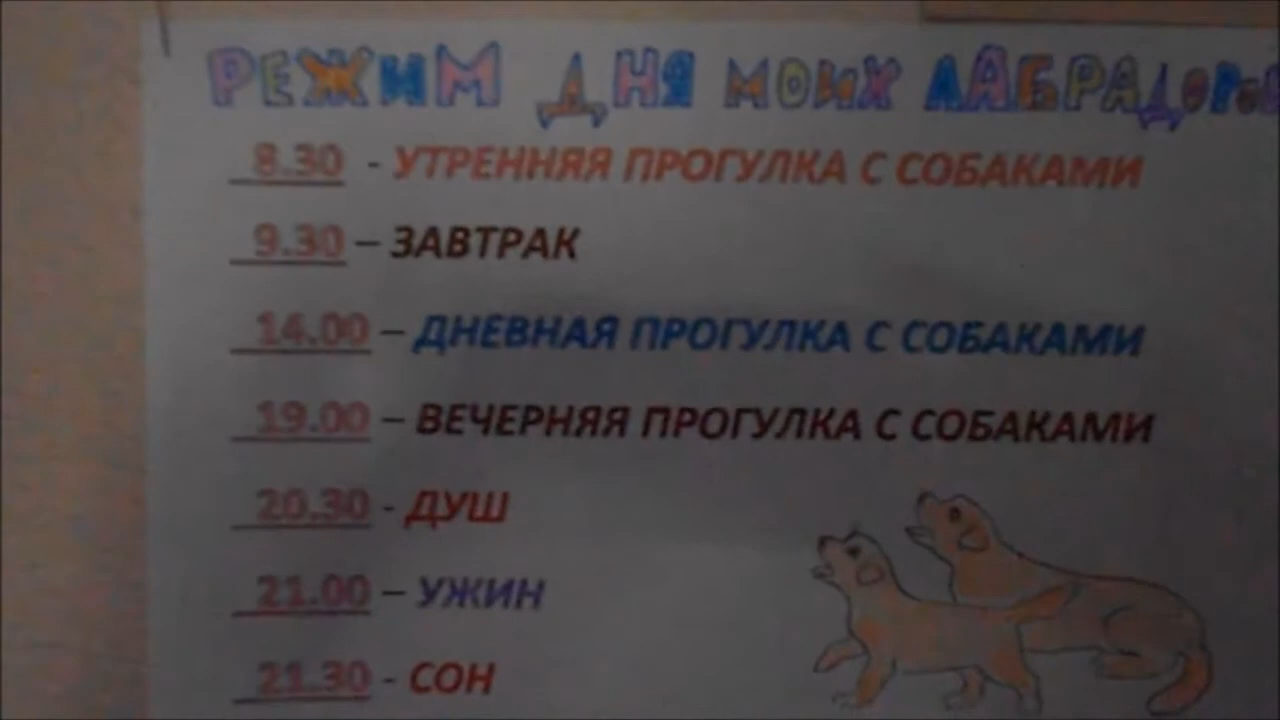 РЕЖИМ ДНЯ МОИХ ЛАБРАДОРОВ
8.30 - УТРЕННЯЯ ПРОГУЛКА С СОБАКАМИ
9.30 – ЗАВТРАК
14.00 – ДНЕВНАЯ ПРОГУЛКА С СОБАКАМИ
19.00 – ВЕЧЕРНЯЯ ПРОГУЛКА С СОБАКАМИ
20.30 - ДУШ
21.00 – УЖИН
21.30 - СОН